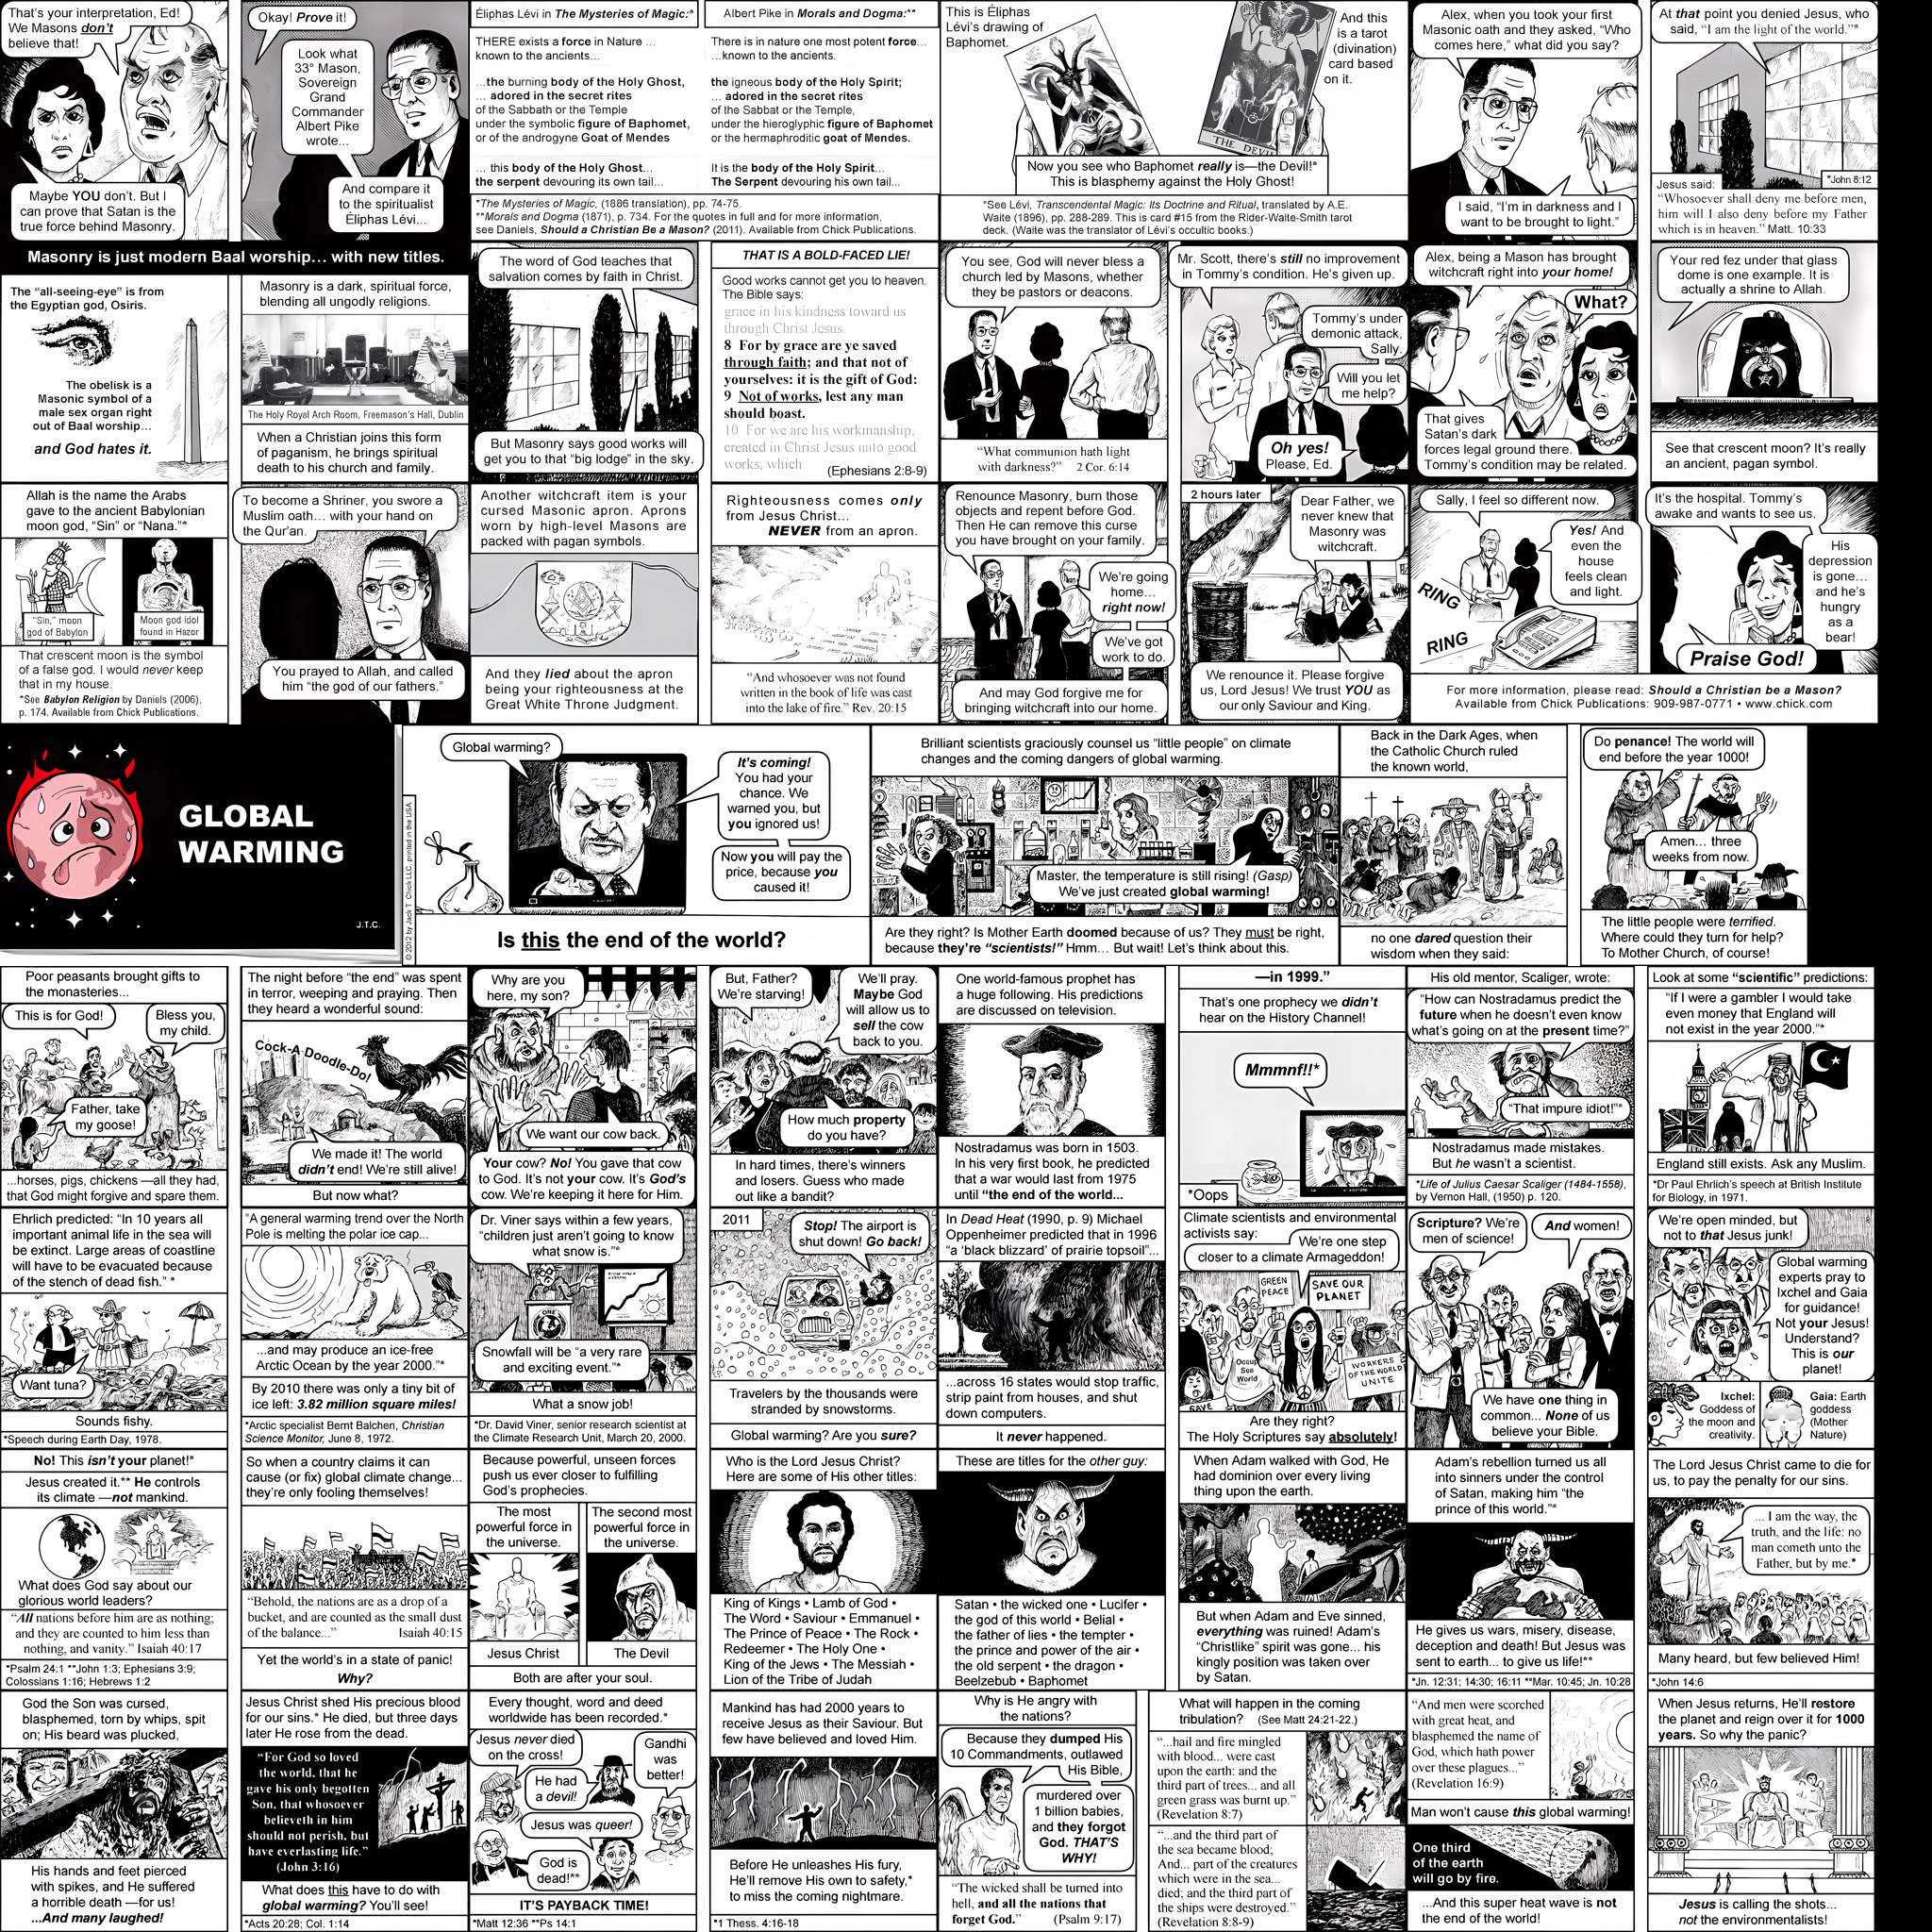 That's your interpretation, Ed!
We Masons don't
believe that!
Maybe YOU don't. But I
can prove that Satan is the
true force behind Masonry.
Okay! Prove it!
Look what
33° Mason,
Sovereign
Grand
Commander
Albert Pike
wrote...
And compare it
to the spiritualist
Éliphas Lévi...
Éliphas Lévi in The Mysteries of Magic:*
THERE exists a force in Nature ...
known to the ancients...
...the burning body of the Holy Ghost,
... adored in the secret rites
of the Sabbath or the Temple
under the symbolic figure of Baphomet,
or of the androgyne Goat of Mendes
... this body of the Holy Ghost...
the serpent devouring its own tail...
Albert Pike in Morals and Dogma:**
There is in nature one most potent force...
...known to the ancients.
the igneous body of the Holy Spirit;
... adored in the secret rites
of the Sabbat or the Temple,
under the hieroglyphic figure of Baphomet
or the hermaphroditic goat of Mendes.
It is the body of the Holy Spirit...
The Serpent devouring his own tail...
*The Mysteries of Magic, (1886 translation), pp. 74-75.
**Morals and Dogma (1871), p. 734. For the quotes in full and for more information,
see Daniels, Should a Christian Be a Mason? (2011). Available from Chick Publications.
This is Éliphas
Lévi's drawing of
Baphomet.
And this
is a tarot
(divination)
card based
on it.
THE DEVIL
Now you see who Baphomet really is—the Devil!*
This is blasphemy against the Holy Ghost!
*See Lévi, Transcendental Magic: Its Doctrine and Ritual, translated by A.E.
Waite (1896), pp. 288-289. This is card #15 from the Rider-Waite-Smith tarot
deck. (Waite was the translator of Lévi's occultic books.)
Alex, when you took your first
Masonic oath and they asked, "Who
comes here," what did you say?
I said, "I'm in darkness and I
want to be brought to light."
At that point you denied Jesus, who
said, "I am the light of the world."*
*John 8:12
Jesus said:
"Whosoever shall deny me before men,
him will I also deny before my Father
which is in heaven." Matt. 10:33
Masonry is just modern Baal worship... with new titles.
The "all-seeing-eye" is from
the Egyptian god, Osiris.
The obelisk is a
Masonic symbol of a
male sex organ right
out of Baal worship...
and God hates it.
Masonry is a dark, spiritual force,
blending all ungodly religions.
The Holy Royal Arch Room, Freemason's Hall, Dublin
When a Christian joins this form
of paganism, he brings spiritual
death to his church and family.
The word of God teaches that
salvation comes by faith in Christ.
But Masonry says good works will
get you to that "big lodge" in the sky.
THAT IS A BOLD-FACED LIE!
Good works cannot get you to heaven.
The Bible says:
grace in his kindness toward us
through Christ Jesus.
8 For by grace are ye saved
through faith; and that not of
yourselves: it is the gift of God:
9 Not of works, lest any man
should boast.
10 For we are his workmanship,
created in Christ Jesus unto good
works, which
(Ephesians 2:8-9)
You see, God will never bless a
church led by Masons, whether
they be pastors or deacons.
"What communion hath light
with darkness?" 2 Cor. 6:14
Mr. Scott, there's still no improvement
in Tommy's condition. He's given up.
Tommy's under
demonic attack,
Sally.
Will you let
me help?
Oh yes!
Please, Ed.
Alex, being a Mason has brought
witchcraft right into your home!
What?
That gives
Satan's dark
forces legal ground there.
Tommy's condition may be related.
Your red fez under that glass
dome is one example. It is
actually a shrine to Allah.
See that crescent moon? It's really
an ancient, pagan symbol.
Allah is the name the Arabs
gave to the ancient Babylonian
moon god, "Sin" or "Nana."*
"Sin," moon
god of Babylon
Moon god idol
found in Hazor
That crescent moon is the symbol
of a false god. I would never keep
that in my house.
*See Babylon Religion by Daniels (2006),
p. 174. Available from Chick Publications.
To become a Shriner, you swore a
Muslim oath... with your hand on
the Qur'an.
You prayed to Allah, and called
him "the god of our fathers."
Another witchcraft item is your
cursed Masonic apron. Aprons
worn by high-level Masons are
packed with pagan symbols.
And they lied about the apron
being your righteousness at the
Great White Throne Judgment.
Righteousness comes only
from Jesus Christ...
NEVER from an apron.
"And whosoever was not found
written in the book of life was cast
into the lake of fire." Rev. 20:15
Renounce Masonry, burn those
objects and repent before God.
Then He can remove this curse
you have brought on your family.
We're going
home...
right now!
We've got
work to do.
And may God forgive me for
bringing witchcraft into our home.
2 hours later
Dear Father, we
never knew that
Masonry was
witchcraft.
We renounce it. Please forgive
us, Lord Jesus! We trust YOU as
our only Saviour and King.
Sally, I feel so different now.
Yes! And
even the
house
feels clean
and light.
RING
RING
It's the hospital. Tommy's
awake and wants to see us.
His
depression
is gone...
and he's
hungry
as a
bear!
Praise God!
For more information, please read: Should a Christian be a Mason?
Available from Chick Publications: 909-987-0771 • www.chick.com
GLOBAL
WARMING
J.T.C.
© 2012 by Jack T. Chick LLC, printed in the USA.
Global warming?
It's coming!
You had your
chance. We
warned you, but
you ignored us!
Now you will pay the
price, because you
caused it!
Is this the end of the world?
Brilliant scientists graciously counsel us "little people" on climate
changes and the coming dangers of global warming.
Master, the temperature is still rising! (Gasp)
We've just created global warming!
Are they right? Is Mother Earth doomed because of us? They must be right,
because they're "scientists!" Hmm... But wait! Let's think about this.
Back in the Dark Ages, when
the Catholic Church ruled
the known world,
no one dared question their
wisdom when they said:
Do penance! The world will
end before the year 1000!
Amen... three
weeks from now.
The little people were terrified.
Where could they turn for help?
To Mother Church, of course!
Poor peasants brought gifts to
the monasteries...
This is for God!
Bless you,
my child.
Father, take
my goose!
...horses, pigs, chickens —all they had,
that God might forgive and spare them.
The night before "the end" was spent
in terror, weeping and praying. Then
they heard a wonderful sound:
Cock-A Doodle-Do!
We made it! The world
didn't end! We're still alive!
But now what?
Why are you
here, my son?
We want our cow back.
Your cow? No! You gave that cow
to God. It's not your cow. It's God's
cow. We're keeping it here for Him.
But, Father?
We're starving!
We'll pray.
Maybe God
will allow us to
sell the cow
back to you.
How much property
do you have?
In hard times, there's winners
and losers. Guess who made
out like a bandit?
One world-famous prophet has
a huge following. His predictions
are discussed on television.
Nostradamus was born in 1503.
In his very first book, he predicted
that a war would last from 1975
until "the end of the world...
—in 1999."
That's one prophecy we didn't
hear on the History Channel!
Mmmnf!!*
*Oops
His old mentor, Scaliger, wrote:
"How can Nostradamus predict the
future when he doesn't even know
what's going on at the present time?"
"That impure idiot!"*
Nostradamus made mistakes.
But he wasn't a scientist.
*Life of Julius Caesar Scaliger (1484-1558),
by Vernon Hall, (1950) p. 120.
Look at some "scientific" predictions:
"If I were a gambler I would take
even money that England will
not exist in the year 2000."*
England still exists. Ask any Muslim.
*Dr Paul Ehrlich's speech at British Institute
for Biology, in 1971.
Ehrlich predicted: "In 10 years all
important animal life in the sea will
be extinct. Large areas of coastline
will have to be evacuated because
of the stench of dead fish." *
Want tuna?
Sounds fishy.
*Speech during Earth Day, 1978.
"A general warming trend over the North
Pole is melting the polar ice cap...
...and may produce an ice-free
Arctic Ocean by the year 2000."*
By 2010 there was only a tiny bit of
ice left: 3.82 million square miles!
*Arctic specialist Bernt Balchen, Christian
Science Monitor, June 8, 1972.
Dr. Viner says within a few years,
"children just aren't going to know
what snow is."*
Snowfall will be "a very rare
and exciting event."*
What a snow job!
*Dr. David Viner, senior research scientist at
the Climate Research Unit, March 20, 2000.
2011
Stop! The airport is
shut down! Go back!
Travelers by the thousands were
stranded by snowstorms.
Global warming? Are you sure?
In Dead Heat (1990, p. 9) Michael
Oppenheimer predicted that in 1996
"a 'black blizzard' of prairie topsoil"...
...across 16 states would stop traffic,
strip paint from houses, and shut
down computers.
It never happened.
Climate scientists and environmental
activists say:
We're one step
closer to a climate Armageddon!
GREEN
PEACE
SAVE OUR
PLANET
Occupy
Sea
World
WORKERS
OF THE WORLD
UNITE
SAVE
Are they right?
The Holy Scriptures say absolutely!
Scripture? We're
men of science!
And women!
We have one thing in
common... None of us
believe your Bible.
We're open minded, but
not to that Jesus junk!
Global warming
experts pray to
Ixchel and Gaia
for guidance!
Not your Jesus!
Understand?
This is our
planet!
Ixchel:
Goddess of
the moon and
creativity.
Gaia: Earth
goddess
(Mother
Nature)
No! This isn't your planet!*
Jesus created it.** He controls
its climate —not mankind.
What does God say about our
glorious world leaders?
"All nations before him are as nothing;
and they are counted to him less than
nothing, and vanity." Isaiah 40:17
*Psalm 24:1 **John 1:3; Ephesians 3:9;
Colossians 1:16; Hebrews 1:2
So when a country claims it can
cause (or fix) global climate change...
they're only fooling themselves!
"Behold, the nations are as a drop of a
bucket, and are counted as the small dust
of the balance..." Isaiah 40:15
Yet the world's in a state of panic!
Why?
Because powerful, unseen forces
push us ever closer to fulfilling
God's prophecies.
The most
powerful force in
the universe.
Jesus Christ
The second most
powerful force in
the universe.
The Devil
Both are after your soul.
Who is the Lord Jesus Christ?
Here are some of His other titles:
King of Kings • Lamb of God •
The Word • Saviour • Emmanuel •
The Prince of Peace • The Rock •
Redeemer • The Holy One •
King of the Jews • The Messiah •
Lion of the Tribe of Judah
These are titles for the other guy:
Satan • the wicked one • Lucifer •
the god of this world • Belial •
the father of lies • the tempter •
the prince and power of the air •
the old serpent • the dragon •
Beelzebub • Baphomet
When Adam walked with God, He
had dominion over every living
thing upon the earth.
But when Adam and Eve sinned,
everything was ruined! Adam's
"Christlike" spirit was gone... his
kingly position was taken over
by Satan.
Adam's rebellion turned us all
into sinners under the control
of Satan, making him "the
prince of this world."*
He gives us wars, misery, disease,
deception and death! But Jesus was
sent to earth... to give us life!**
*Jn. 12:31; 14:30; 16:11 **Mar. 10:45; Jn. 10:28
The Lord Jesus Christ came to die for
us, to pay the penalty for our sins.
... I am the way, the
truth, and the life: no
man cometh unto the
Father, but by me.*
Many heard, but few believed Him!
*John 14:6
God the Son was cursed,
blasphemed, torn by whips, spit
on; His beard was plucked,
His hands and feet pierced
with spikes, and He suffered
a horrible death —for us!
...And many laughed!
Jesus Christ shed His precious blood
for our sins.* He died, but three days
later He rose from the dead.
"For God so loved
the world, that he
gave his only begotten
Son, that whosoever
believeth in him
should not perish, but
have everlasting life."
(John 3:16)
What does this have to do with
global warming? You'll see!
*Acts 20:28; Col. 1:14
Every thought, word and deed
worldwide has been recorded.*
Jesus never died
on the cross!
Gandhi
was
better!
He had
a devil!
Jesus was queer!
God is
dead!**
IT'S PAYBACK TIME!
*Matt 12:36 **Ps 14:1
Mankind has had 2000 years to
receive Jesus as their Saviour. But
few have believed and loved Him.
Before He unleashes His fury,
He'll remove His own to safety,*
to miss the coming nightmare.
*1 Thess. 4:16-18
Why is He angry with
the nations?
Because they dumped His
10 Commandments, outlawed
His Bible,
murdered over
1 billion babies,
and they forgot
God. THAT'S
WHY!
"The wicked shall be turned into
hell, and all the nations that
forget God." (Psalm 9:17)
What will happen in the coming
tribulation? (See Matt 24:21-22.)
"...hail and fire mingled
with blood... were cast
upon the earth: and the
third part of trees... and all
green grass was burnt up."
(Revelation 8:7)
"...and the third part of
the sea became blood;
And... part of the creatures
which were in the sea...
died; and the third part of
the ships were destroyed."
(Revelation 8:8-9)
"And men were scorched
with great heat, and
blasphemed the name of
God, which hath power
over these plagues..."
(Revelation 16:9)
Man won't cause this global warming!
One third
of the earth
will go by fire.
...And this super heat wave is not
the end of the world!
When Jesus returns, He'll restore
the planet and reign over it for 1000
years. So why the panic?
Jesus is calling the shots...
not the environmentalists!